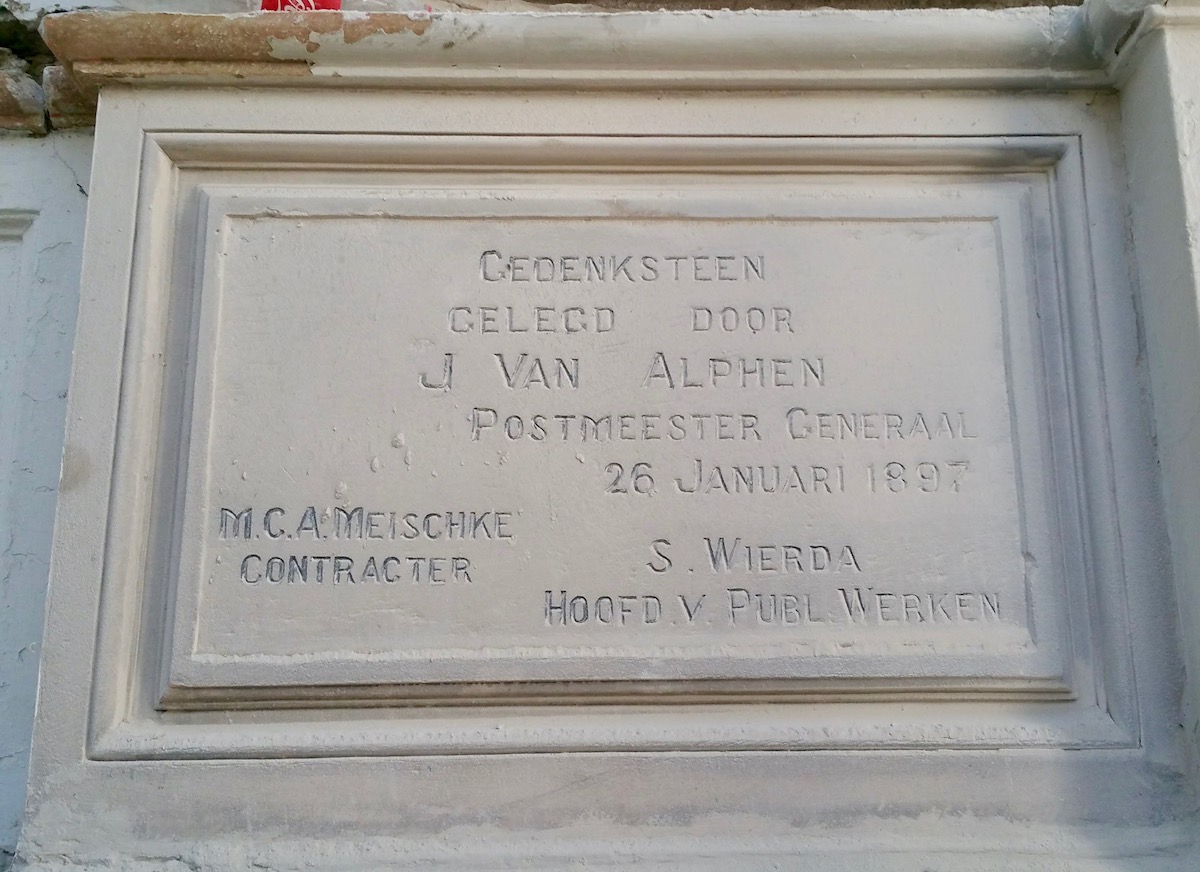 GEDENKSTEEN
GELEGD DOOR
J VAN ALPHEN
POSTMEESTER GENERAAL
26 JANUARI 1897
M.C.A. MEISCHKE
CONTRACTER
S. WIERDA
HOOFD. V. PUBL. WERKEN